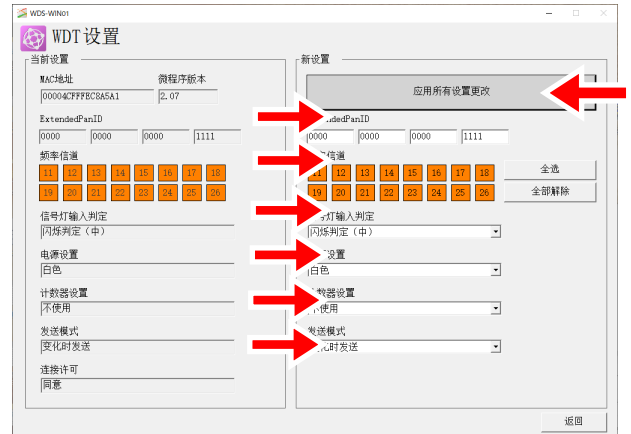 WDS-WIN01
WDT设置
当前设置
MAC地址 微程序版本
00004CFFFEC8A5A1 2.07
ExtendedPanID
0000 0000 0000 1111
频率信道
11 12 13 14 15 16 17 18
19 20 21 22 23 24 25 26
信号灯输入判定
闪烁判定（中）
电源设置
白色
计数器设置
不使用
发送模式
变化时发送
连接许可
同意
新设置
应用所有设置更改
ndedPanID
0000 0000 0000 1111
信道
11 12 13 14 15 16 17 18 全选
19 20 21 22 23 24 25 26 全部解除
号灯输入判定
闪烁判定（中）
设置
白色
计数器设置
不使用
发送模式
变化时发送
返回